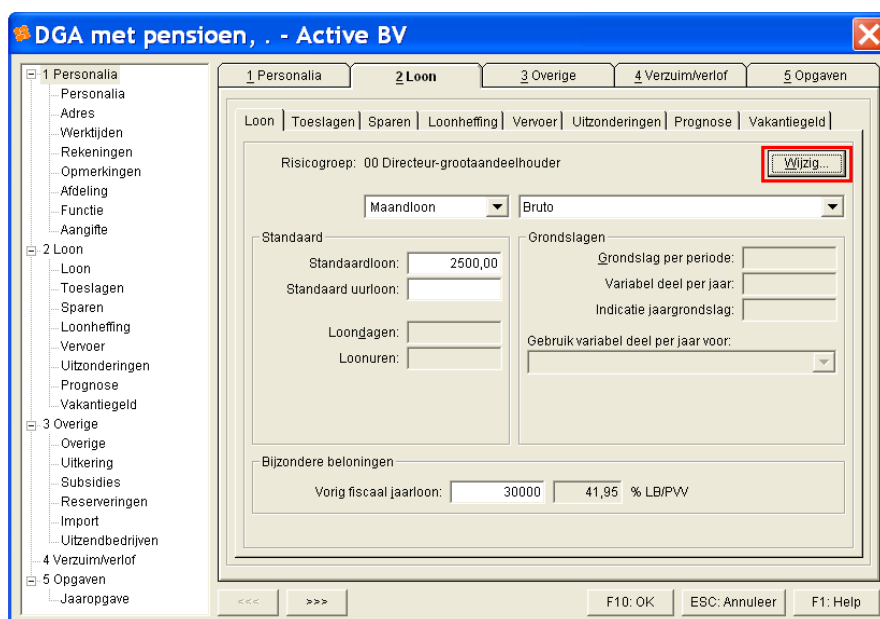 DGA met pensioen, . - Active BV
1 Personalia
Personalia
Adres
Werktijden
Rekeningen
Opmerkingen
Afdeling
Functie
Aangifte
2 Loon
Loon
Toeslagen
Sparen
Loonheffing
Vervoer
Uitzonderingen
Prognose
Vakantiegeld
3 Overige
Overige
Uitkering
Subsidies
Reserveringen
Import
Uitzendbedrijven
4 Verzuim/verlof
5 Opgaven
Jaaropgave
1 Personalia 2 Loon 3 Overige 4 Verzuim/verlof 5 Opgaven
Loon Toeslagen Sparen Loonheffing Vervoer Uitzonderingen Prognose Vakantiegeld
Risicogroep: 00 Directeur-grootaandeelhouder Wijzig...
Maandloon Bruto
Standaard
Standaardloon: 2500,00
Standaard uurloon:
Loondagen:
Loonuren:
Grondslagen
Grondslag per periode:
Variabel deel per jaar:
Indicatie jaargrondslag:
Gebruik variabel deel per jaar voor:
Bijzondere beloningen
Vorig fiscaal jaarloon: 30000 41,95 % LB/PVV
<<< >>> F10: OK ESC: Annuleer F1: Help